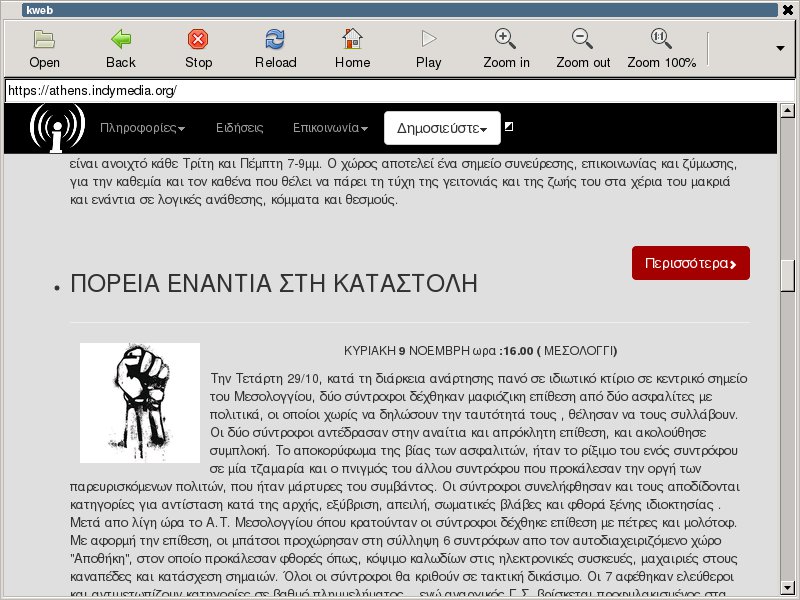 kweb
Open Back Stop Reload Home Play Zoom in Zoom out Zoom 100%
https://athens.indymedia.org/
Πληροφορίες Ειδήσεις Επικοινωνία Δημοσιεύστε
είναι ανοιχτό κάθε Τρίτη και Πέμπτη 7-9μμ. Ο χώρος αποτελεί ένα σημείο συνεύρεσης, επικοινωνίας και ζύμωσης,
για την καθεμία και τον καθένα που θέλει να πάρει τη τύχη της γειτονιάς και της ζωής του στα χέρια του μακριά
και ενάντια σε λογικές ανάθεσης, κόμματα και θεσμούς.
Περισσότερα
ΠΟΡΕΙΑ ΕΝΑΝΤΙΑ ΣΤΗ ΚΑΤΑΣΤΟΛΗ
ΚΥΡΙΑΚΗ 9 ΝΟΕΜΒΡΗ ωρα :16.00 ( ΜΕΣΟΛΟΓΓΙ)
Την Τετάρτη 29/10, κατά τη διάρκεια ανάρτησης πανό σε ιδιωτικό κτίριο σε κεντρικό σημείο
του Μεσολογγίου, δύο σύντροφοι δέχθηκαν μαφιόζικη επίθεση από δύο ασφαλίτες με
πολιτικά, οι οποίοι χωρίς να δηλώσουν την ταυτότητά τους , θέλησαν να τους συλλάβουν.
Οι δύο σύντροφοι αντέδρασαν στην αναίτια και απρόκλητη επίθεση, και ακολούθησε
συμπλοκή. Το αποκορύφωμα της βίας των ασφαλιτών, ήταν το ρίξιμο του ενός συντρόφου
σε μία τζαμαρία και ο πνιγμός του άλλου συντρόφου που προκάλεσαν την οργή των
παρευρισκόμενων πολιτών, που ήταν μάρτυρες του συμβάντος. Οι σύντροφοι συνελήφθησαν και τους αποδίδονται
κατηγορίες για αντίσταση κατά της αρχής, εξύβριση, απειλή, σωματικές βλάβες και φθορά ξένης ιδιοκτησίας .
Μετά απο λίγη ώρα το Α.Τ. Μεσολογγίου όπου κρατούνταν οι σύντροφοι δέχθηκε επίθεση με πέτρες και μολότοφ.
Με αφορμή την επίθεση, οι μπάτσοι προχώρησαν στη σύλληψη 6 συντρόφων απο τον αυτοδιαχειριζόμενο χώρο
"Αποθήκη", στον οποίο προκάλεσαν φθορές όπως, κόψιμο καλωδίων στις ηλεκτρονικές συσκευές, μαχαιριές στους
καναπέδες και κατάσχεση σημαιών. Όλοι οι σύντροφοι θα κριθούν σε τακτική δικάσιμο. Οι 7 αφέθηκαν ελεύθεροι
και αντιμετωπίζουν κατηγορίες σε βαθμό πλημμελήματος , ενώ αναρχικός Γ.Σ. βρίσκεται προφυλακισμένος στα